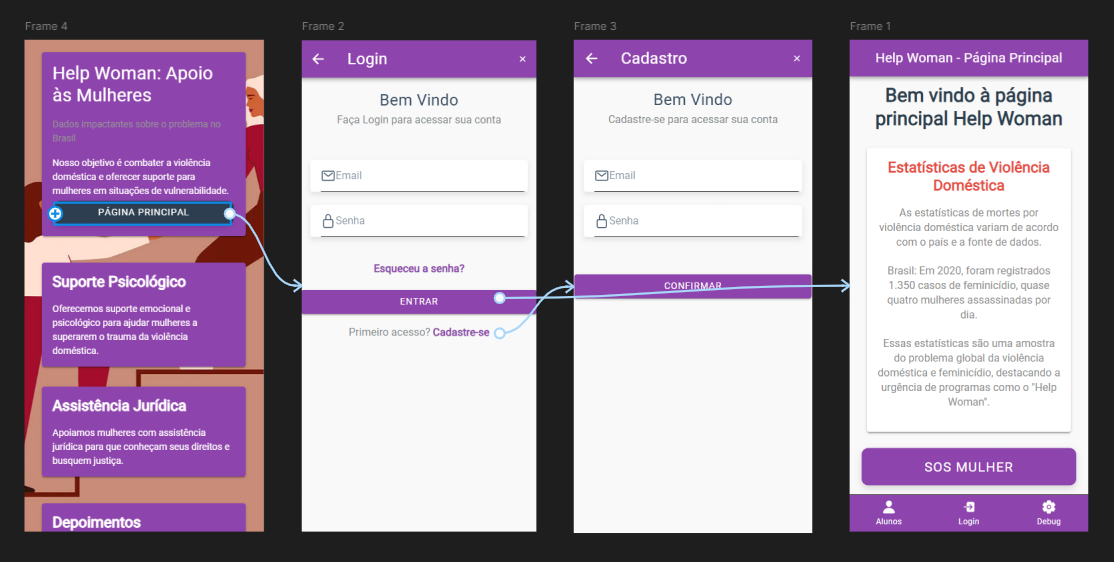 Frame 4
Help Woman: Apoio
às Mulheres
Dados impactantes sobre o problema no
Brasil
Nosso objetivo é combater a violência
doméstica e oferecer suporte para
mulheres em situações de vulnerabilidade.
PÁGINA PRINCIPAL
Suporte Psicológico
Oferecemos suporte emocional e
psicológico para ajudar mulheres a
superarem o trauma da violência
doméstica.
Assistência Jurídica
Apoiamos mulheres com assistência
jurídica para que conheçam seus direitos e
busquem justiça.
Depoimentos
Frame 2
Login
Bem Vindo
Faça Login para acessar sua conta
Email
Senha
Esqueceu a senha?
ENTRAR
Primeiro acesso? Cadastre-se
Frame 3
Cadastro
Bem Vindo
Cadastre-se para acessar sua conta
Email
Senha
CONFIRMAR
Frame 1
Help Woman - Página Principal
Bem vindo à página
principal Help Woman
Estatísticas de Violência
Doméstica
As estatísticas de mortes por
violência doméstica variam de acordo
com o país e a fonte de dados.
Brasil: Em 2020, foram registrados
1.350 casos de feminicídio, quase
quatro mulheres assassinadas por
dia.
Essas estatísticas são uma amostra
do problema global da violência
doméstica e feminicídio, destacando a
urgência de programas como o "Help
Woman".
SOS MULHER
Alunos
Login
Debug